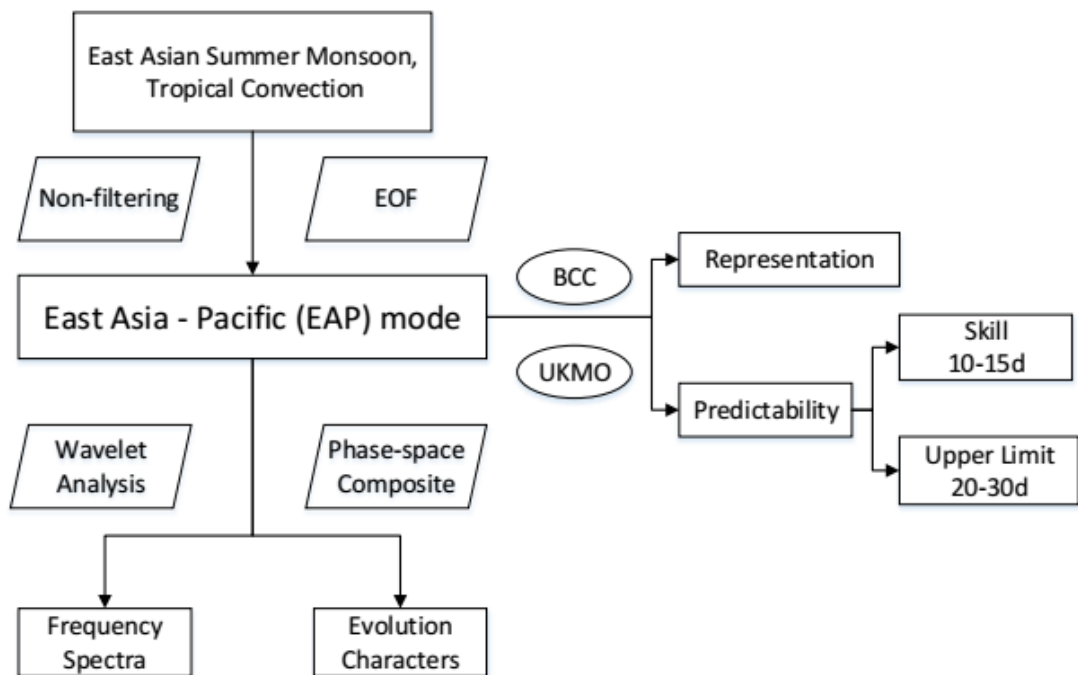 East Asian Summer Monsoon,
Tropical Convection
Non-filtering
EOF
East Asia - Pacific (EAP) mode
BCC
UKMO
Representation
Predictability
Skill
10-15d
Upper Limit
20-30d
Wavelet
Analysis
Phase-space
Composite
Frequency
Spectra
Evolution
Characters